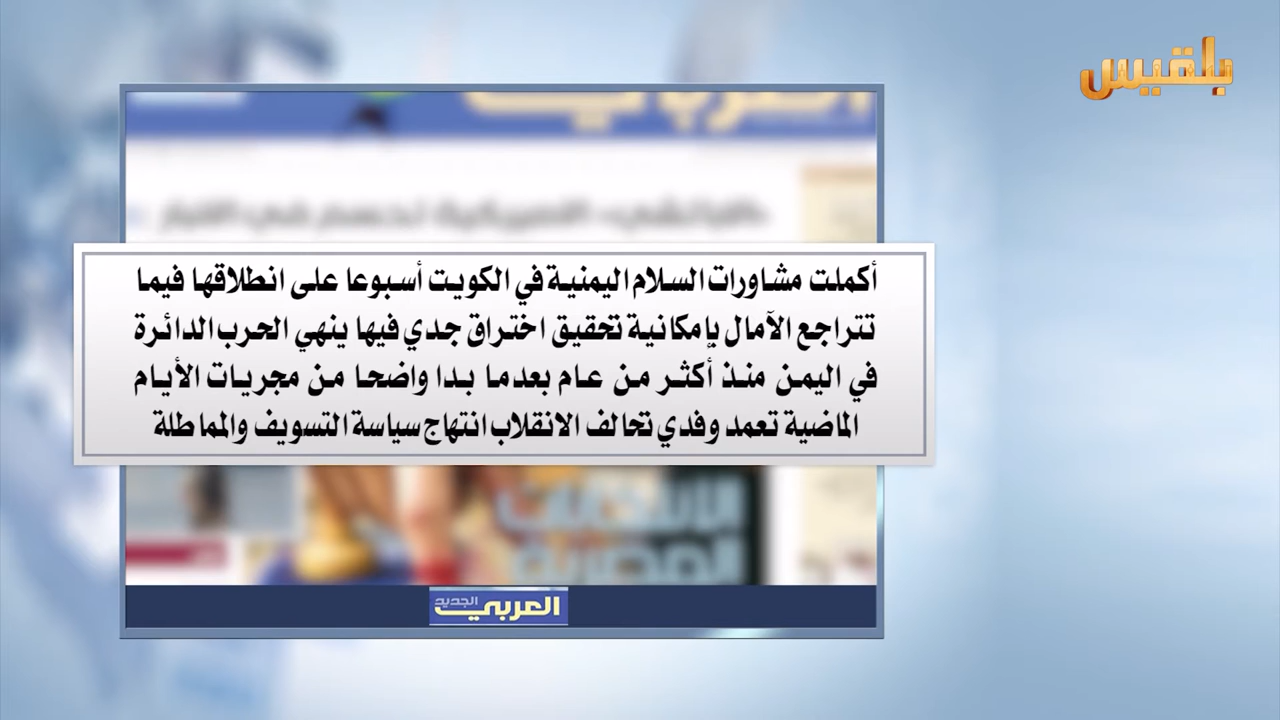 بلقيس
أكملت مشاورات السلام اليمنية في الكويت أسبوعا على انطلاقها فيما
تتراجع الآمال بإمكانية تحقيق اختراق جدي فيها ينهي الحرب الدائرة
في اليمن منذ أكثر من عام بعدما بدا واضحا من مجريات الأيام
الماضية تعمد وفدي تحالف الانقلاب انتهاج سياسة التسويف والمماطلة
الانتخابات
المصرية
العربي الجديد